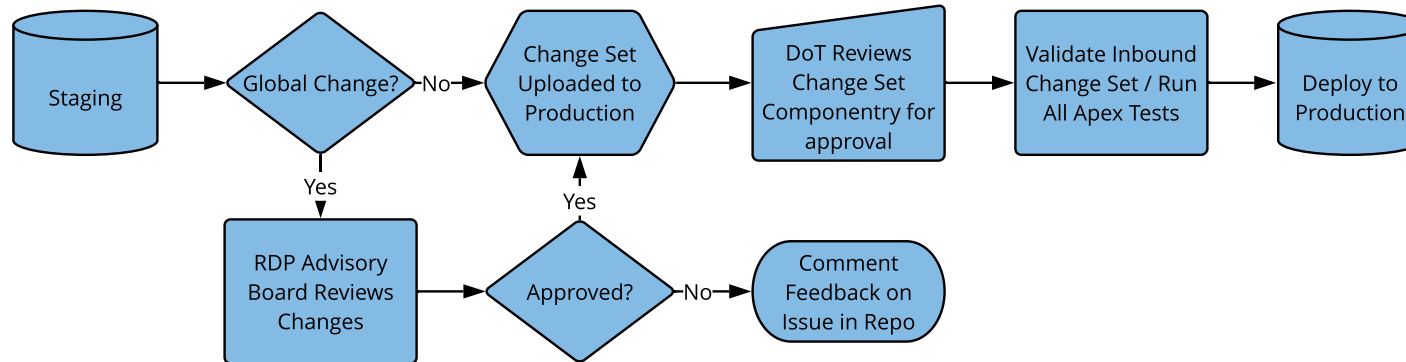 Staging
Global Change?
No
Change Set
Uploaded to
Production
DoT Reviews
Change Set
Componentry for
approval
Validate Inbound
Change Set / Run
All Apex Tests
Deploy to
Production
Yes
RDP Advisory
Board Reviews
Changes
Approved?
Yes
No
Comment
Feedback on
Issue in Repo